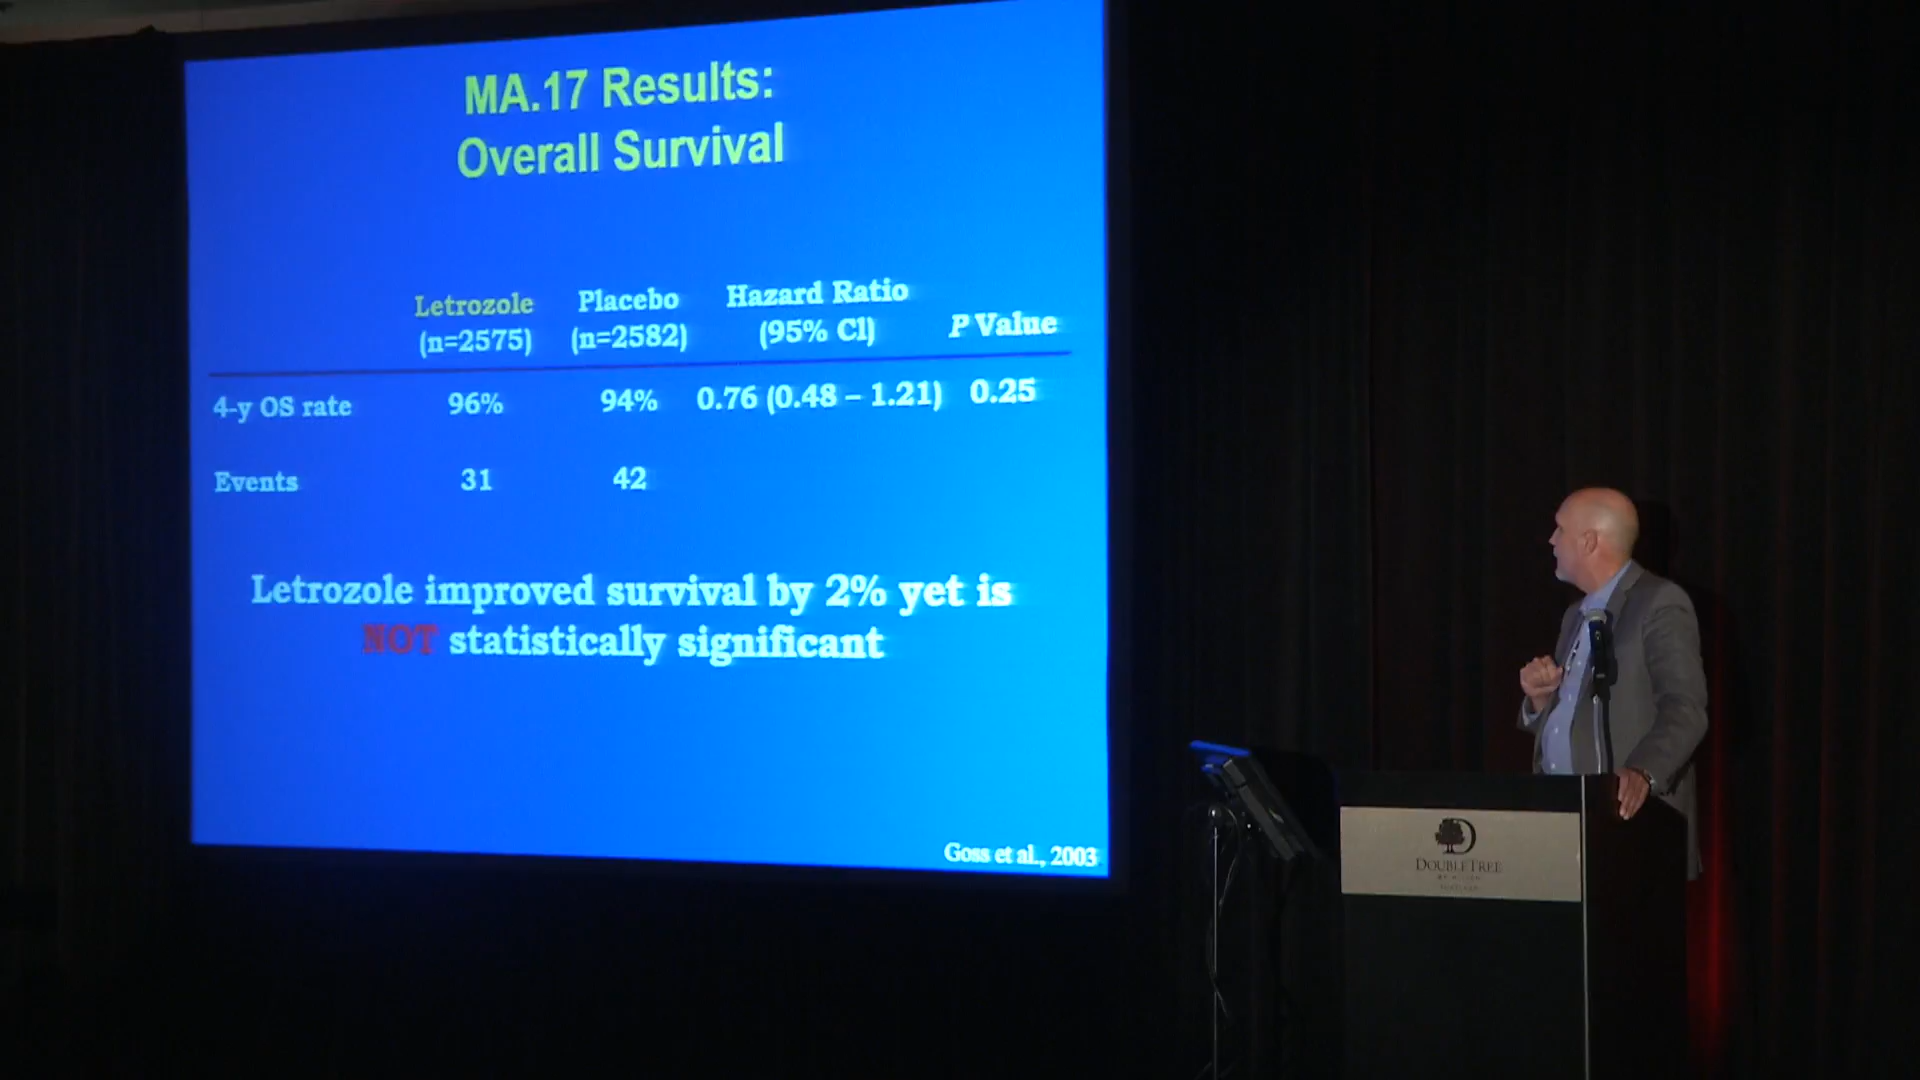 MA.17 Results:
Overall Survival
Letrozole Placebo Hazard Ratio
(n=2575) (n=2582) (95% CI) P Value
4-y OS rate 96% 94% 0.76 (0.48 – 1.21) 0.25
Events 31 42
Letrozole improved survival by 2% yet is
NOT statistically significant
Goss et al., 2003
DOUBLETREE
BY HILTON